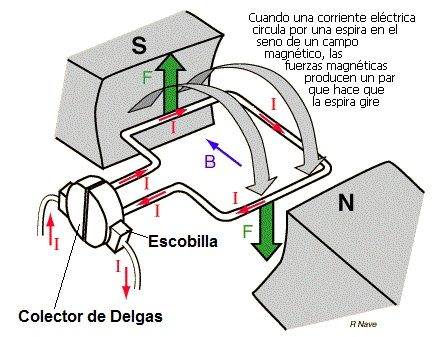 Cuando una corriente eléctrica
circula por una espira en el
seno de un campo
magnético, las
fuerzas magnéticas
producen un par
que hace que
la espira gire
S
F
I
I
B
I
I
I
N
I
Escobilla
F
I
I
Colector de Delgas
R Nave